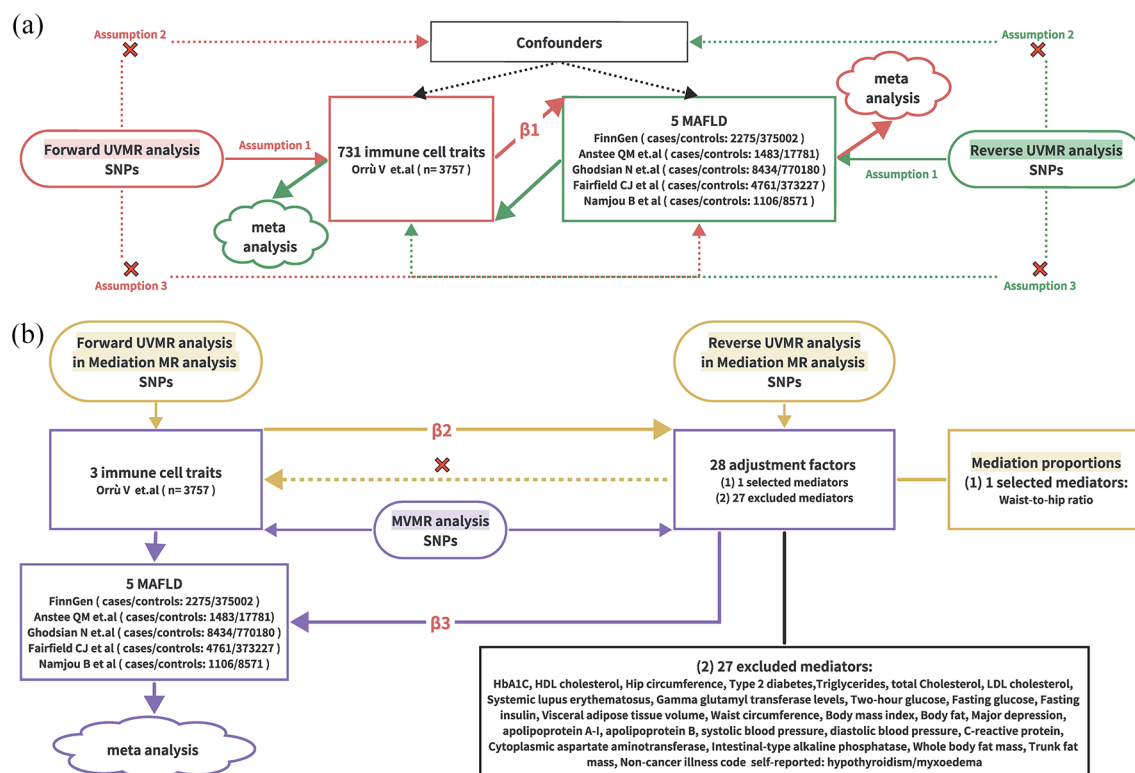 (a)
Assumption 2
Confounders
Assumption 2
meta
analysis
Forward UVMR analysis
SNPs
Assumption 1
731 immune cell traits
Orrù V et.al ( n= 3757)
β1
5 MAFLD
FinnGen ( cases/controls: 2275/375002 )
Anstee QM et.al ( cases/controls: 1483/17781)
Ghodsian N et.al ( cases/controls: 8434/770180)
Fairfield CJ et al ( cases/controls: 4761/373227)
Namjou B et al ( cases/controls: 1106/8571)
Assumption 1
Reverse UVMR analysis
SNPs
meta
analysis
Assumption 3
Assumption 3
(b)
Forward UVMR analysis
in Mediation MR analysis
SNPs
Reverse UVMR analysis
in Mediation MR analysis
SNPs
β2
3 immune cell traits
Orrù V et.al ( n= 3757)
28 adjustment factors
(1) 1 selected mediators
(2) 27 excluded mediators
Mediation proportions
(1) 1 selected mediators:
Waist-to-hip ratio
MVMR analysis
SNPs
5 MAFLD
FinnGen ( cases/controls: 2275/375002 )
Anstee QM et.al ( cases/controls: 1483/17781)
Ghodsian N et.al ( cases/controls: 8434/770180)
Fairfield CJ et al ( cases/controls: 4761/373227)
Namjou B et al ( cases/controls: 1106/8571)
β3
meta analysis
(2) 27 excluded mediators:
HbA1C, HDL cholesterol, Hip circumference, Type 2 diabetes,Triglycerides, total Cholesterol, LDL cholesterol,
Systemic lupus erythematosus, Gamma glutamyl transferase levels, Two-hour glucose, Fasting glucose, Fasting
insulin, Visceral adipose tissue volume, Waist circumference, Body mass index, Body fat, Major depression,
apolipoprotein A-I, apolipoprotein B, systolic blood pressure, diastolic blood pressure, C-reactive protein,
Cytoplasmic aspartate aminotransferase, Intestinal-type alkaline phosphatase, Whole body fat mass, Trunk fat
mass, Non-cancer illness code self-reported: hypothyroidism/myxoedema